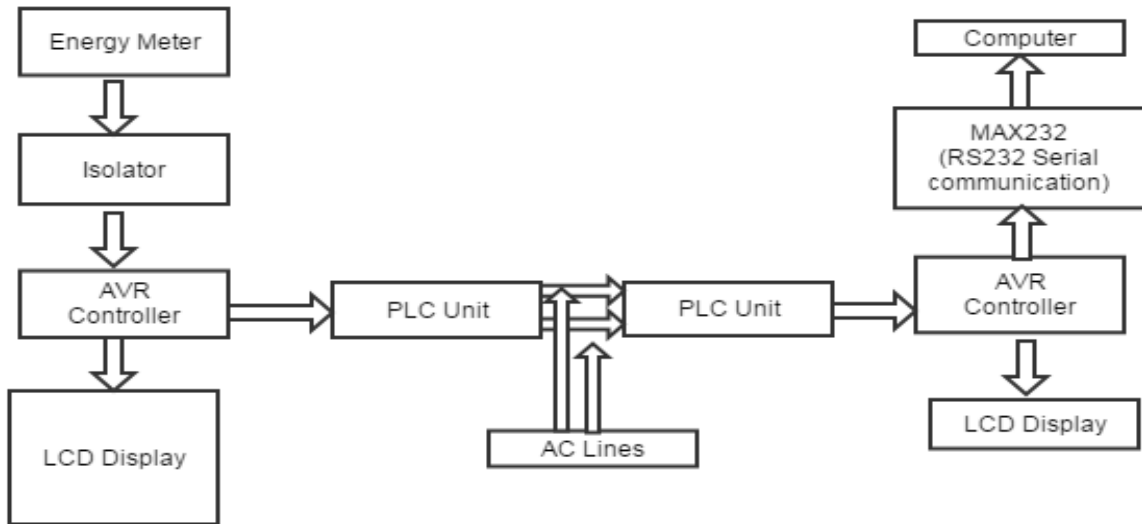 Energy Meter
Isolator
AVR
Controller
LCD Display
PLC Unit
AC Lines
PLC Unit
Computer
MAX232
(RS232 Serial
communication)
AVR
Controller
LCD Display